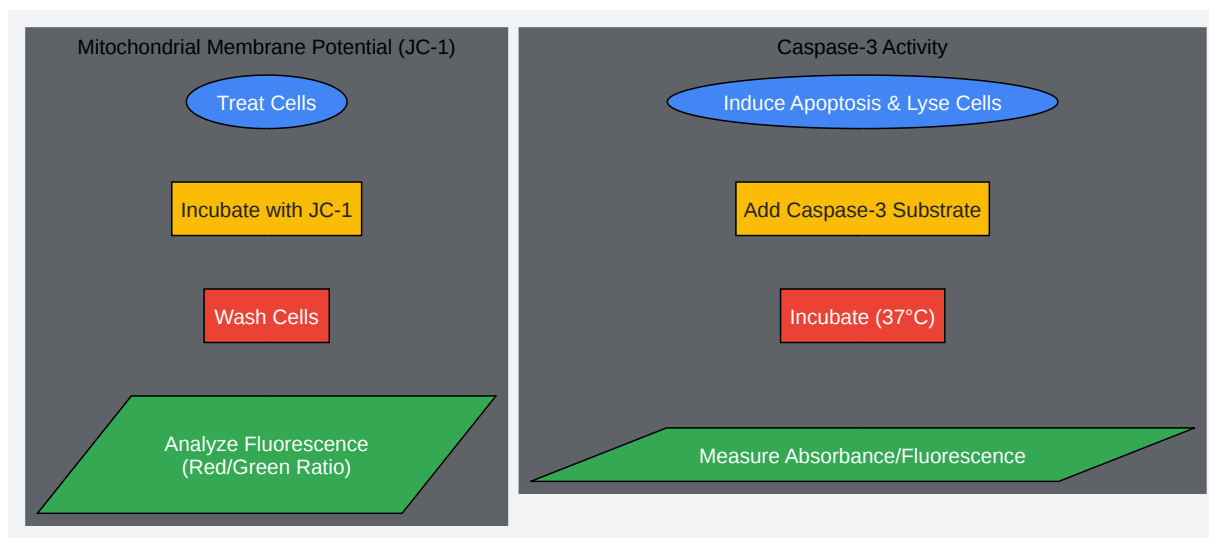 Mitochondrial Membrane Potential (JC-1)
Treat Cells
Incubate with JC-1
Wash Cells
Analyze Fluorescence
(Red/Green Ratio)
Caspase-3 Activity
Induce Apoptosis & Lyse Cells
Add Caspase-3 Substrate
Incubate (37°C)
Measure Absorbance/Fluorescence